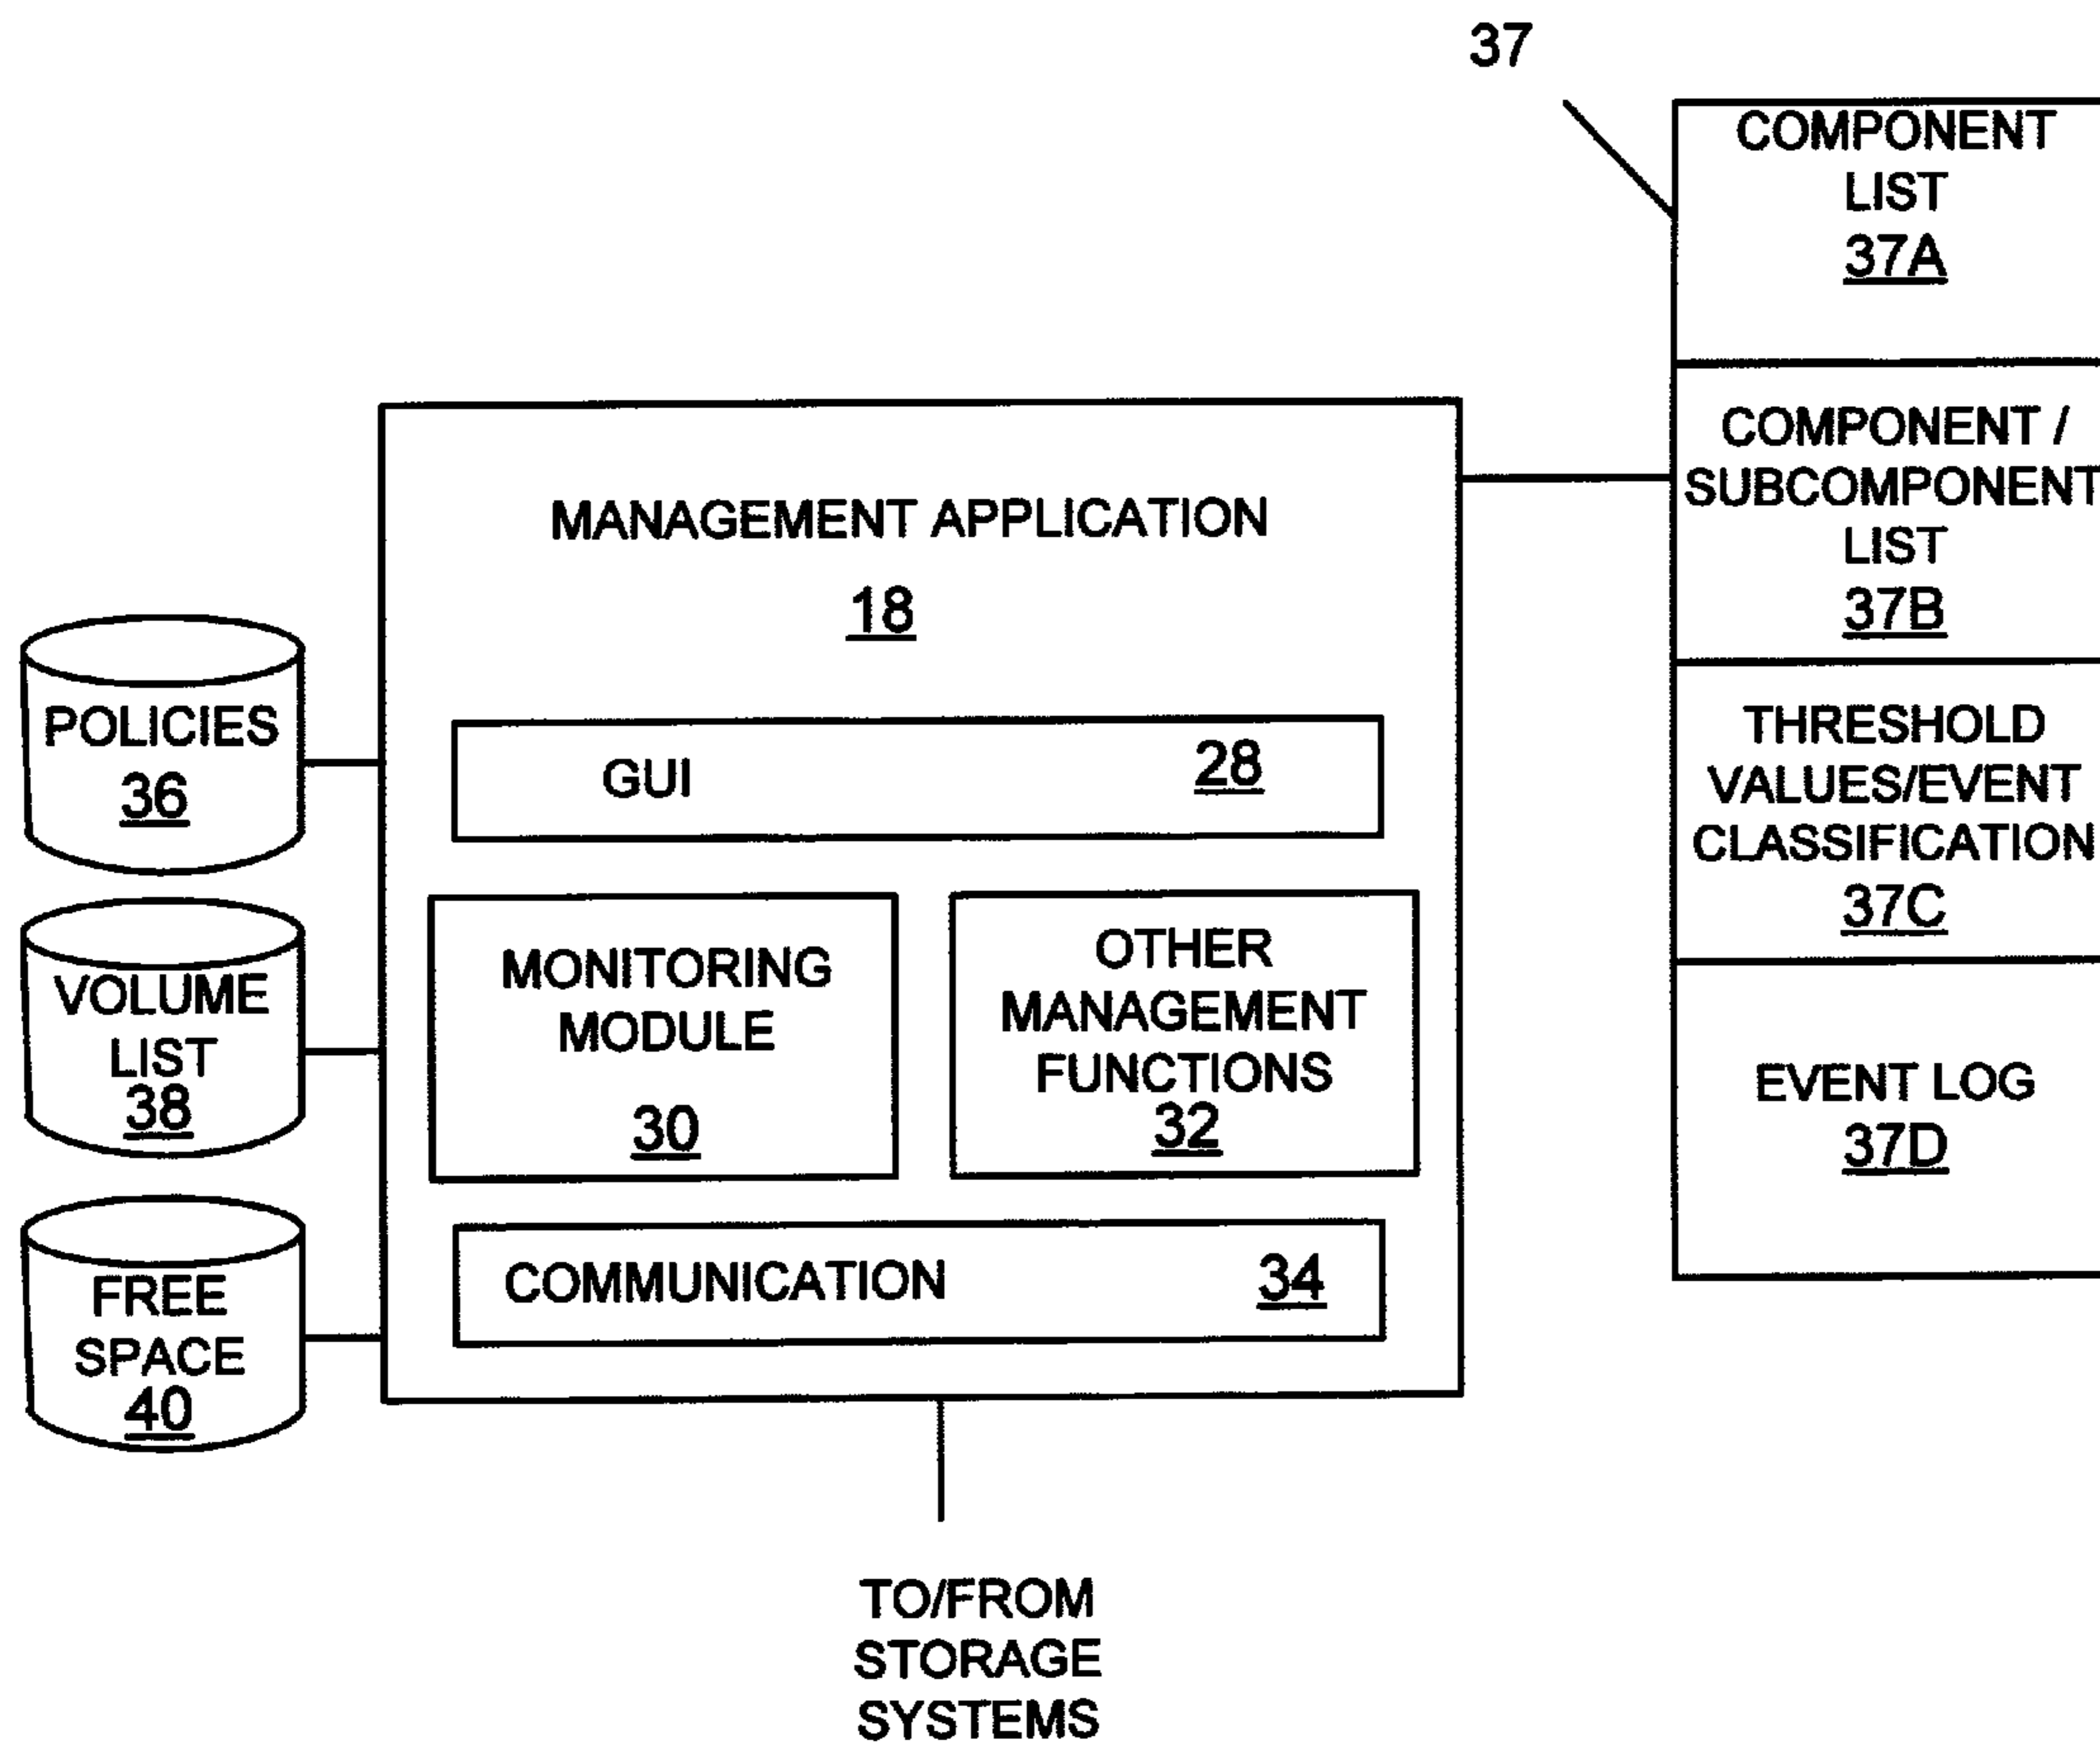 37
COMPONENT
LIST
37A
COMPONENT /
SUBCOMPONENT
LIST
37B
THRESHOLD
VALUES/EVENT
CLASSIFICATION
37C
EVENT LOG
37D
MANAGEMENT APPLICATION
18
GUI 28
MONITORING
MODULE
30
OTHER
MANAGEMENT
FUNCTIONS
32
COMMUNICATION 34
POLICIES
36
VOLUME
LIST
38
FREE
SPACE
40
TO/FROM
STORAGE
SYSTEMS